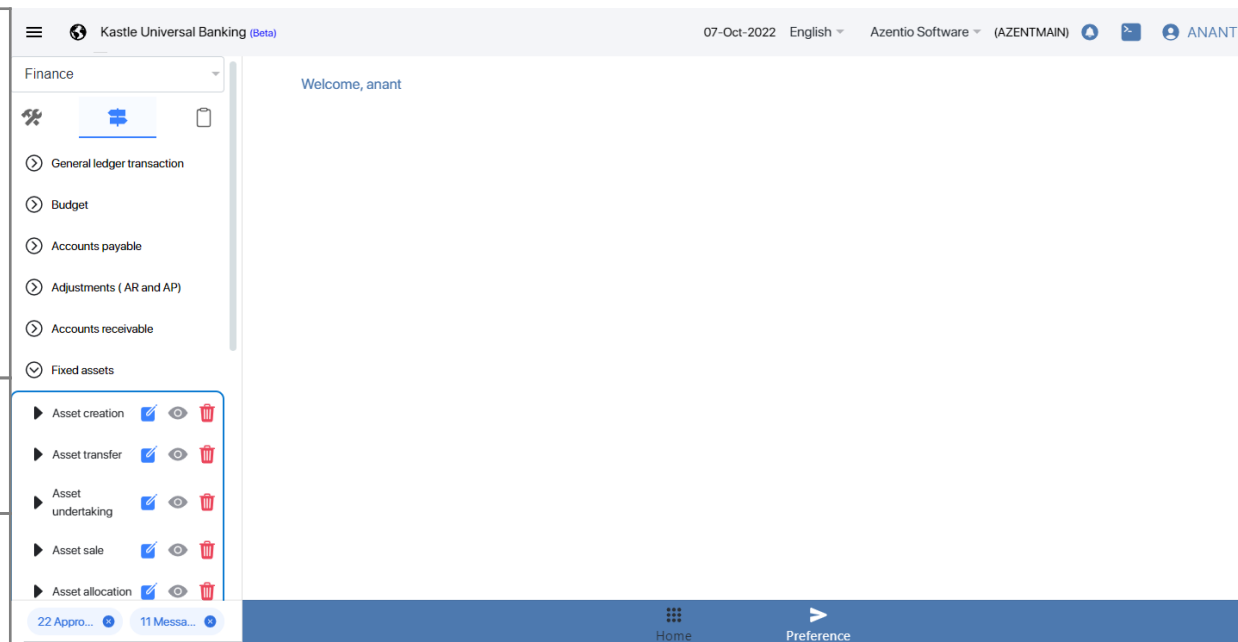 Kastle Universal Banking (Beta)
07-Oct-2022 English Azentio Software (AZENTMAIN) ANANT
Finance
Welcome, anant
General ledger transaction
Budget
Accounts payable
Adjustments ( AR and AP)
Accounts receivable
Fixed assets
Asset creation
Asset transfer
Asset
undertaking
Asset sale
Asset allocation
22 Appro... 11 Messa...
Home Preference